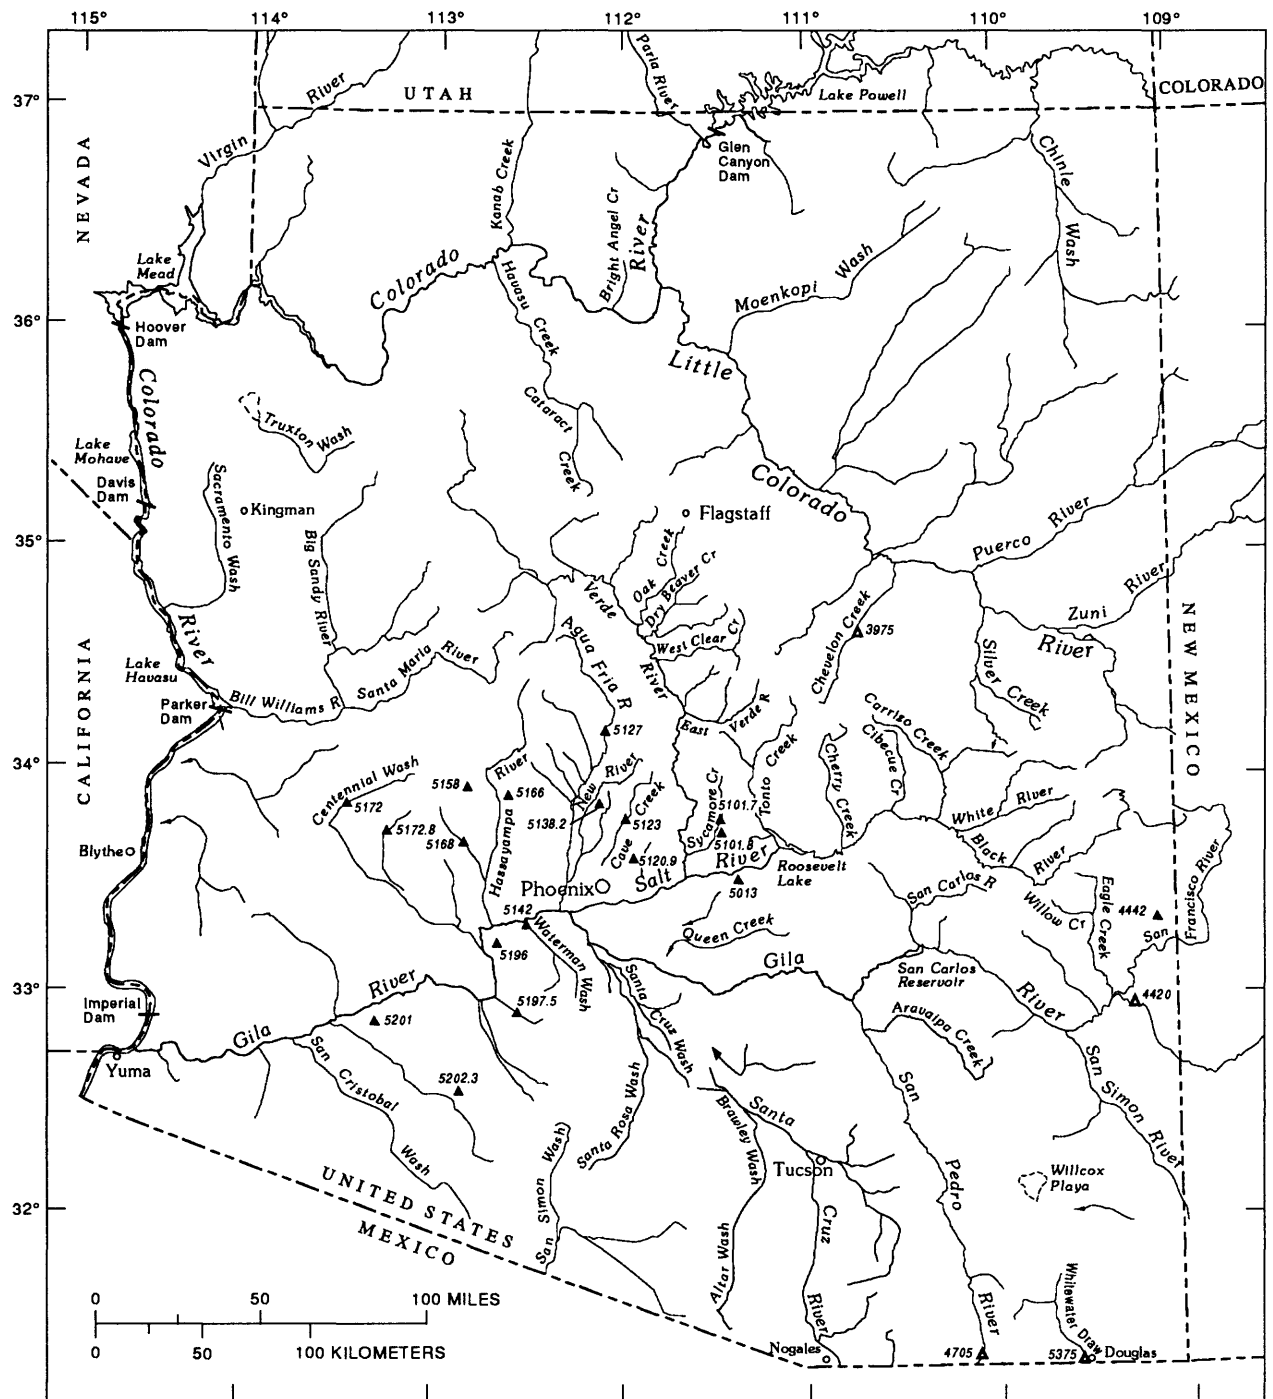 115° 114° 113° 112° 111° 110° 109°
37°
36°
35°
34°
33°
32°
UTAH
COLORADO
NEVADA
CALIFORNIA
NEW MEXICO
UNITED STATES
MEXICO
Virgin River
Paria River
Lake Powell
Glen
Canyon
Dam
Kanab Creek
Bright Angel Cr
Colorado River
Chinle Wash
Moenkopi Wash
Lake
Mead
Hoover
Dam
Havasu Creek
Cataract Creek
Little Colorado
Colorado River
Truxton Wash
Lake
Mohave
Davis
Dam
Sacramento Wash
Kingman
Big Sandy River
Flagstaff
Oak Creek
Dry Beaver Cr
West Clear Cr
Verde River
Puerco River
Zuni River
River
Chevelon Creek
3975
Silver Creek
Lake
Havasu
Parker
Dam
Bill Williams R
Santa Maria River
Agua Fria R
5127
East Verde R
Tonto Creek
Cherry Creek
Cibecue Cr
Corriso Creek
White River
Black River
Centennial Wash
5172
5172.8
5158
5168
5166
Hassayampa River
New River
5138.2
5123
Cave Creek
5120.9
Sycamore Cr
5101.7
5101.8
Salt River
5013
Roosevelt
Lake
Blythe
Phoenix
5142
Waterman Wash
5196
5197.5
Queen Creek
San Carlos R
Willow Cr
Eagle Creek
4442
San Francisco River
4420
Gila River
San Carlos
Reservoir
Aravaipa Creek
Imperial
Dam
Gila River
5201
5202.3
Yuma
San Cristobal Wash
Santa Cruz Wash
Santa Rosa Wash
San Simon Wash
Brawley Wash
Altar Wash
Santa Cruz River
Tucson
San Pedro River
San Simon River
Willcox
Playa
Whitewater Draw
Nogales
4705
5375
Douglas
0 50 100 MILES
0 50 100 KILOMETERS